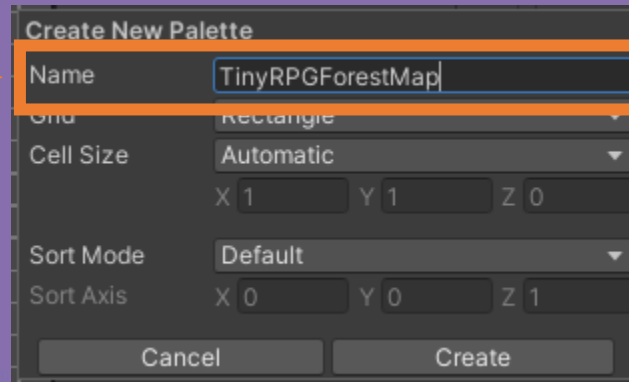 Create New Palette
Name TinyRPGForestMap
Grid Rectangle
Cell Size Automatic
X 1 Y 1 Z 0
Sort Mode Default
Sort Axis X 0 Y 0 Z 1
Cancel Create